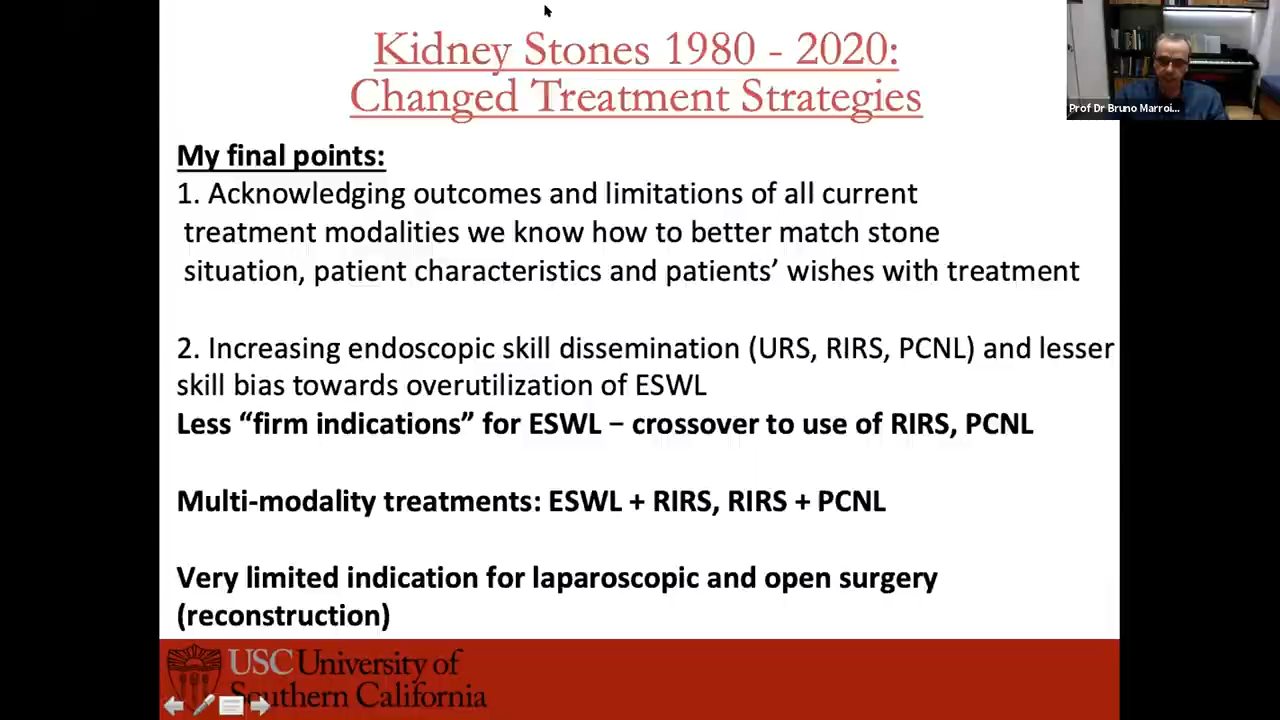 Kidney Stones 1980 - 2020:
Changed Treatment Strategies
Prof Dr Bruno Marroi...
My final points:
1. Acknowledging outcomes and limitations of all current
treatment modalities we know how to better match stone
situation, patient characteristics and patients’ wishes with treatment
2. Increasing endoscopic skill dissemination (URS, RIRS, PCNL) and lesser
skill bias towards overutilization of ESWL
Less “firm indications” for ESWL – crossover to use of RIRS, PCNL
Multi-modality treatments: ESWL + RIRS, RIRS + PCNL
Very limited indication for laparoscopic and open surgery
(reconstruction)
USC University of
Southern California